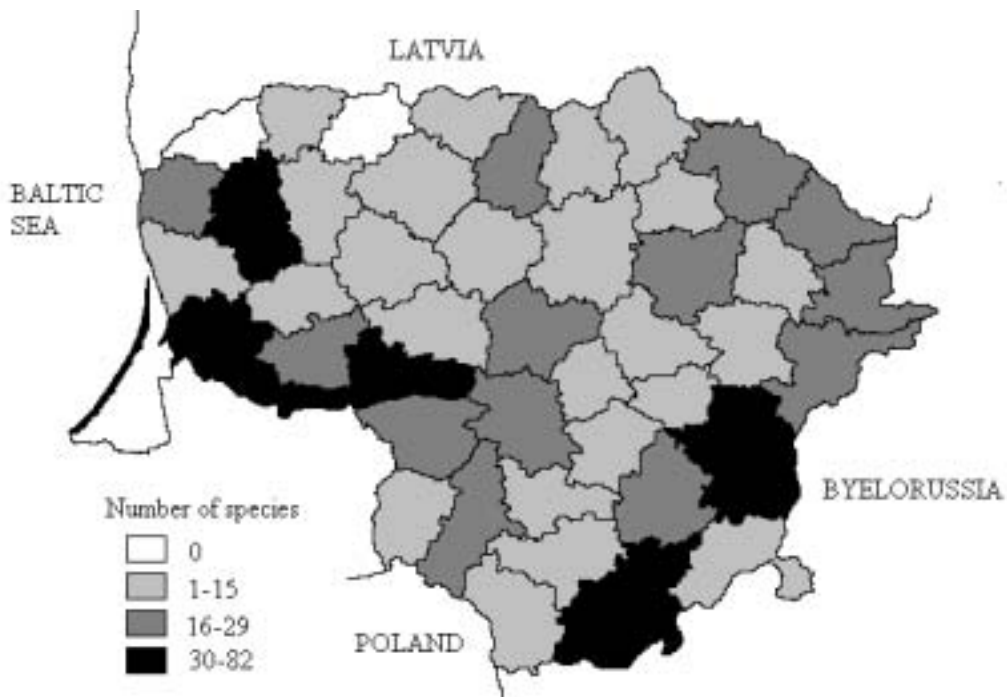 LATVIA
BALTIC
SEA
BYELORUSSIA
Number of species
0
1-15
16-29
30-82
POLAND